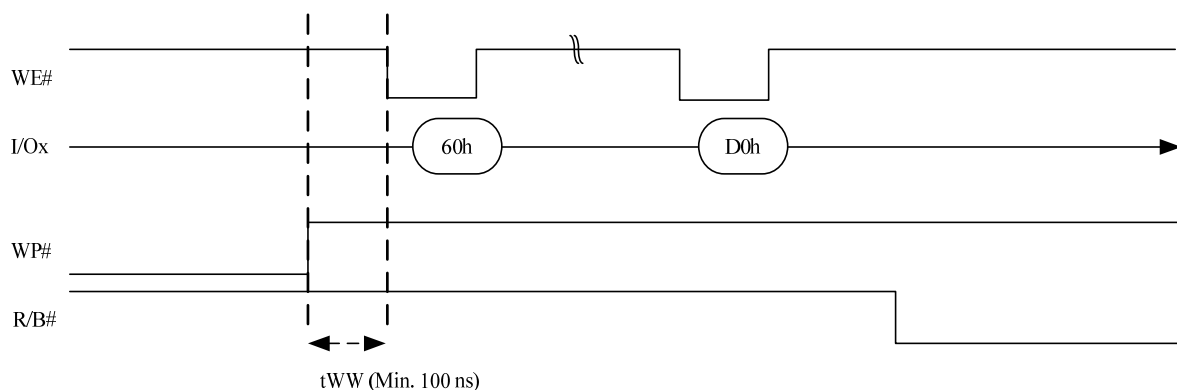 WE#
I/Ox
60h
D0h
WP#
R/B#
tWW (Min. 100 ns)